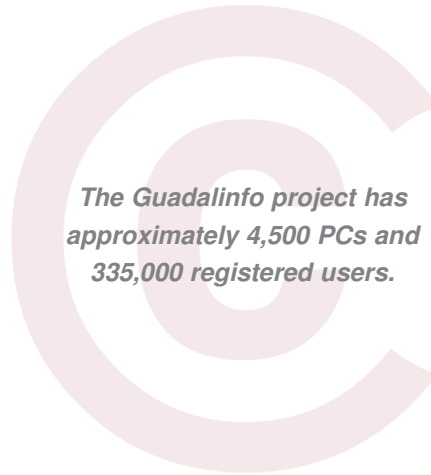 The Guadalinfo project has
approximately 4,500 PCs and
335,000 registered users.